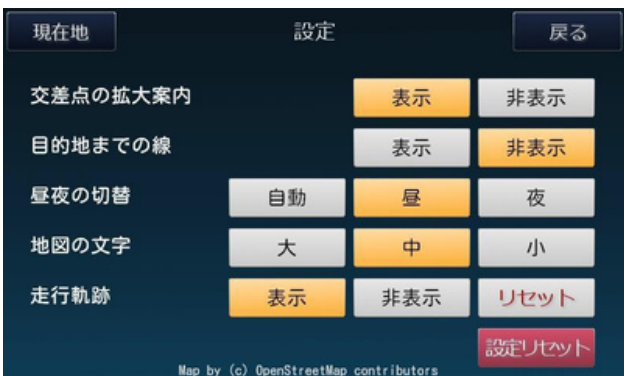 現在地 設定 戻る
交差点の拡大案内 表示 非表示
目的地までの線 表示 非表示
昼夜の切替 自動 昼 夜
地図の文字 大 中 小
走行軌跡 表示 非表示 リセット
設定リセット
Map by (c) OpenStreetMap contributors